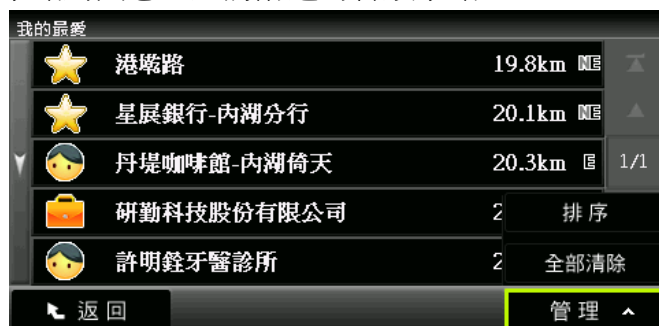 我的最愛
港墘路 19.8km NE
星展銀行-內湖分行 20.1km NE
丹堤咖啡館-內湖倚天 20.3km E 1/1
研勤科技股份有限公司 2 排序
許明銓牙醫診所 2 全部清除
返回 管理